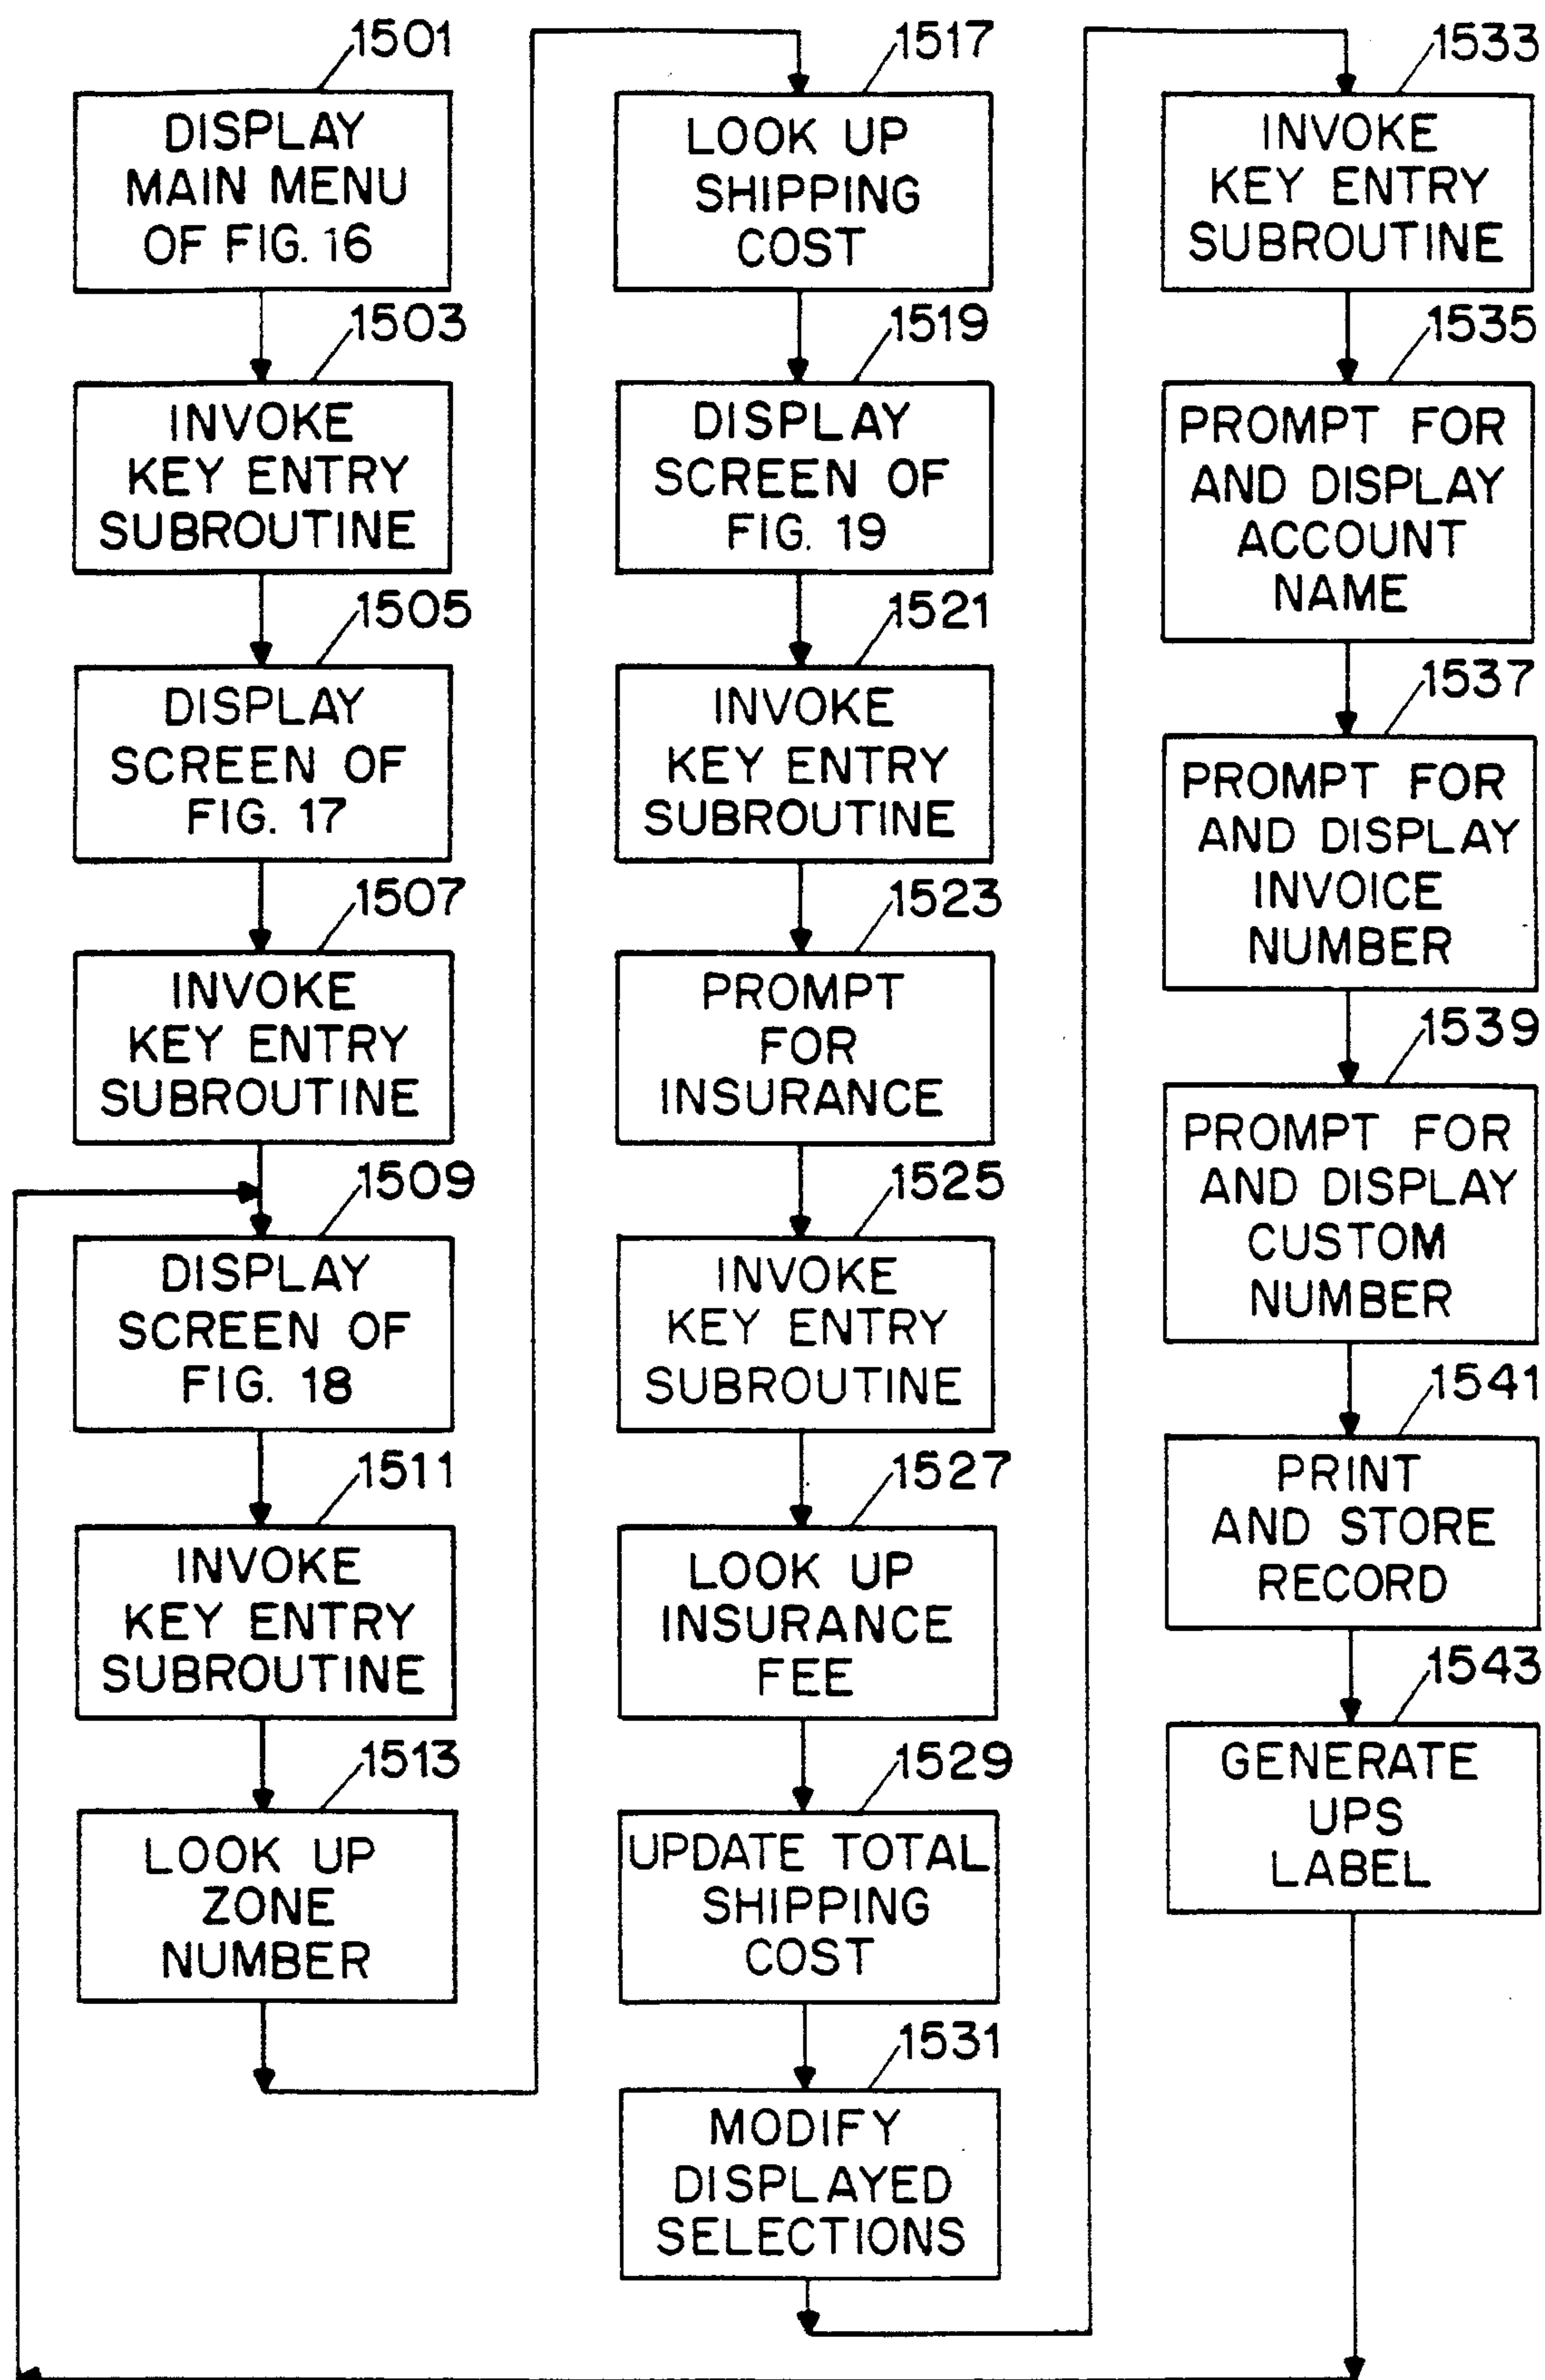 1501
DISPLAY
MAIN MENU
OF FIG. 16
1503
INVOKE
KEY ENTRY
SUBROUTINE
1505
DISPLAY
SCREEN OF
FIG. 17
1507
INVOKE
KEY ENTRY
SUBROUTINE
1509
DISPLAY
SCREEN OF
FIG. 18
1511
INVOKE
KEY ENTRY
SUBROUTINE
1513
LOOK UP
ZONE
NUMBER
1517
LOOK UP
SHIPPING
COST
1519
DISPLAY
SCREEN OF
FIG. 19
1521
INVOKE
KEY ENTRY
SUBROUTINE
1523
PROMPT
FOR
INSURANCE
1525
INVOKE
KEY ENTRY
SUBROUTINE
1527
LOOK UP
INSURANCE
FEE
1529
UPDATE TOTAL
SHIPPING
COST
1531
MODIFY
DISPLAYED
SELECTIONS
1533
INVOKE
KEY ENTRY
SUBROUTINE
1535
PROMPT FOR
AND DISPLAY
ACCOUNT
NAME
1537
PROMPT FOR
AND DISPLAY
INVOICE
NUMBER
1539
PROMPT FOR
AND DISPLAY
CUSTOM
NUMBER
1541
PRINT
AND STORE
RECORD
1543
GENERATE
UPS
LABEL